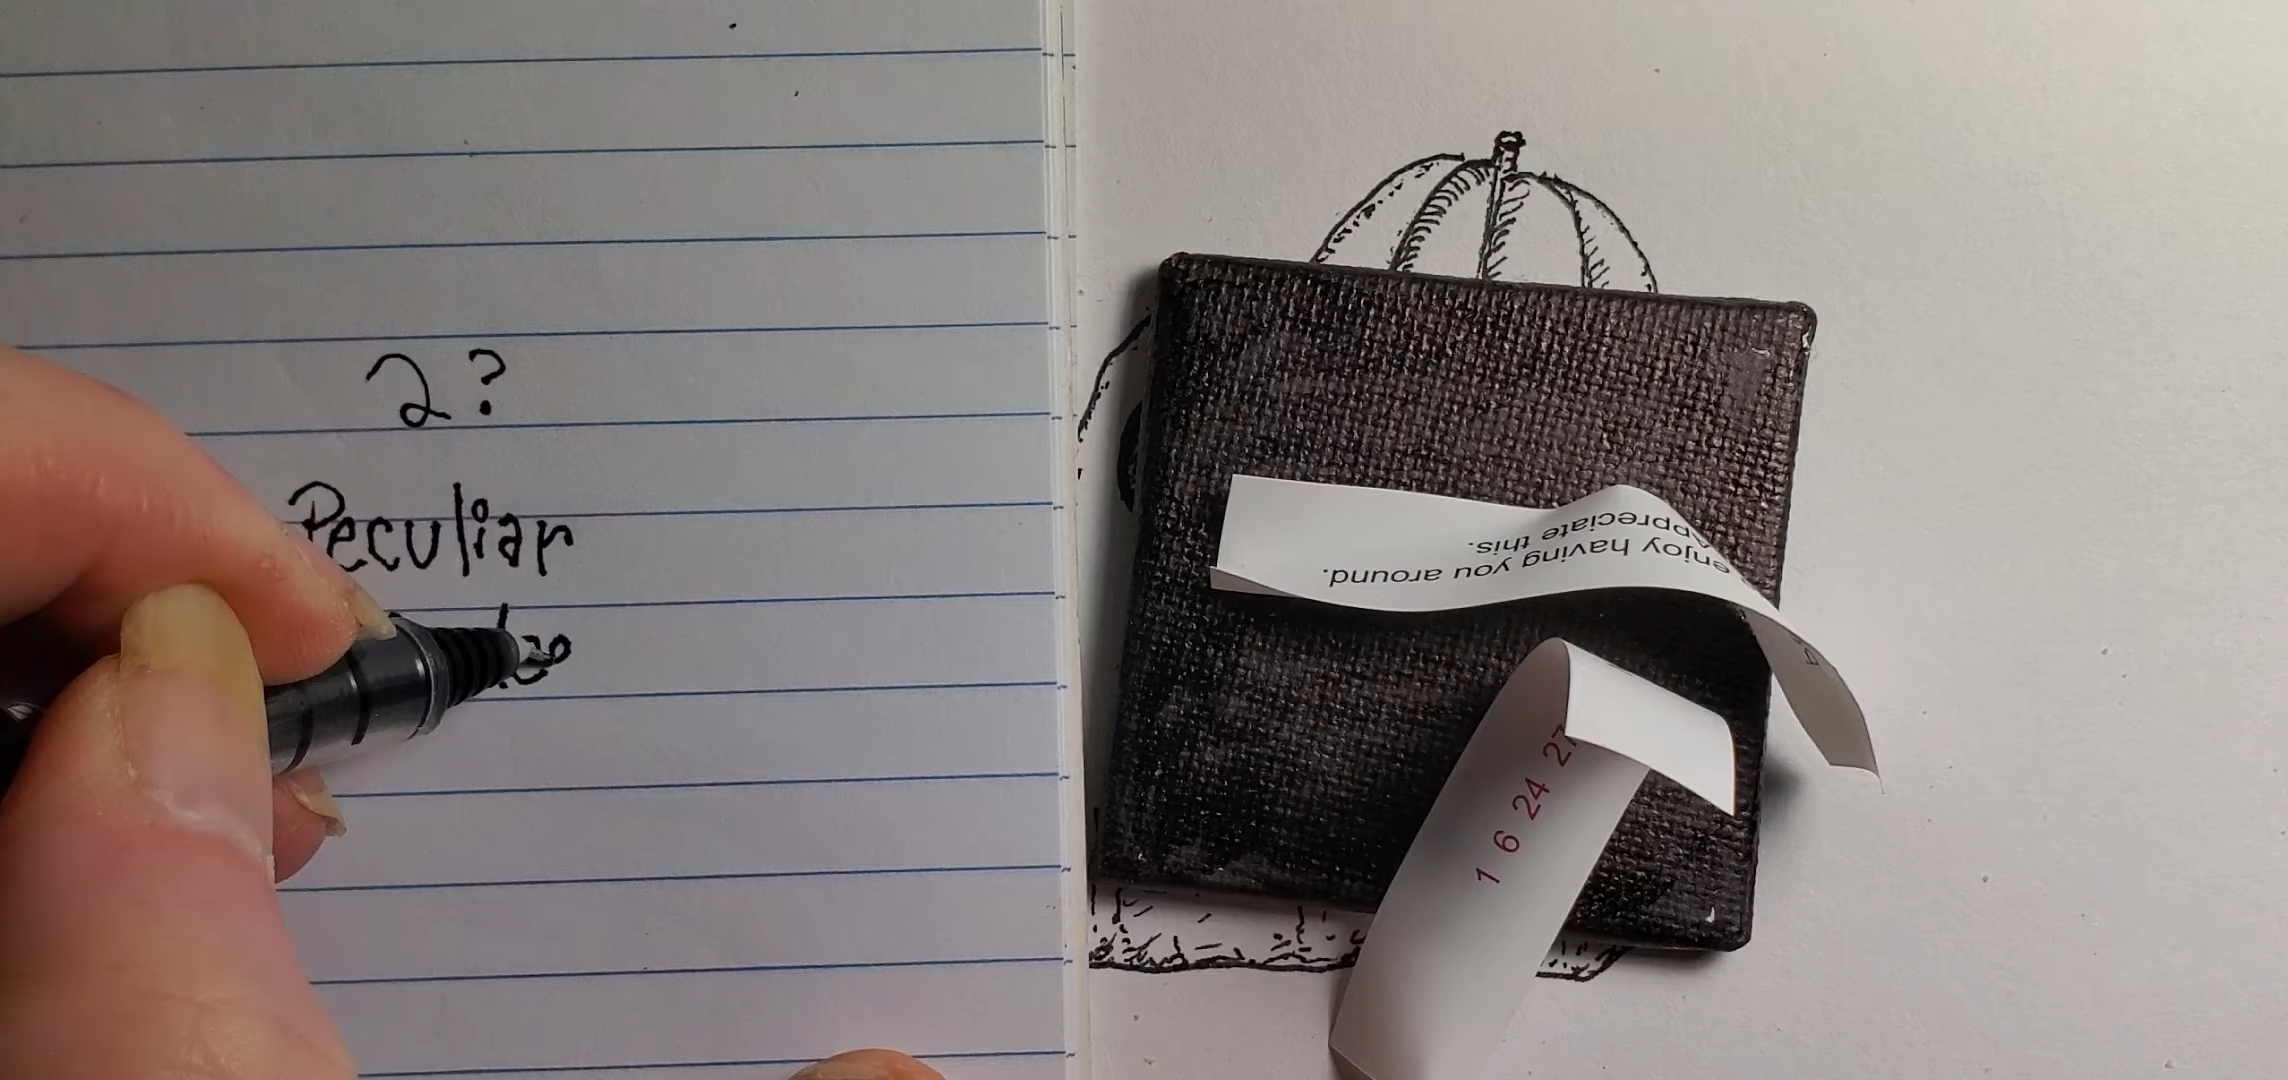 2?
Peculiar
Appreciate this.
enjoy having you around.
1 6 24 27